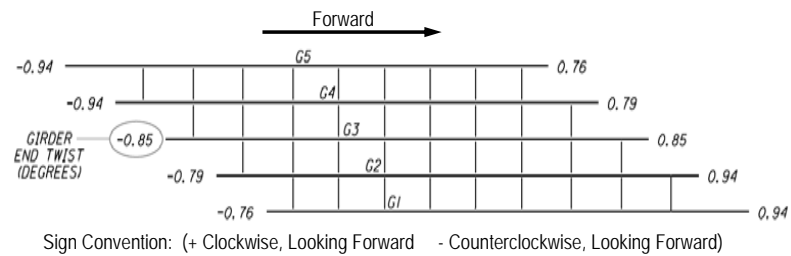 Forward
G5
-0.94 0.76
G4
-0.94 0.79
G3
GIRDER
END TWIST
(DEGREES)
-0.85 0.85
G2
-0.79 0.94
G1
-0.76 0.94
Sign Convention: (+ Clockwise, Looking Forward - Counterclockwise, Looking Forward)